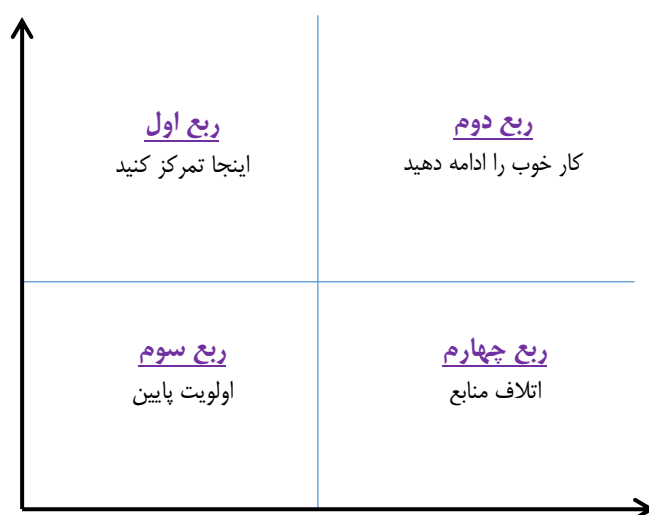 ربع اول
اینجا تمرکز کنید
ربع دوم
کار خوب را ادامه دهید
ربع سوم
اولویت پایین
ربع چهارم
اتلاف منابع